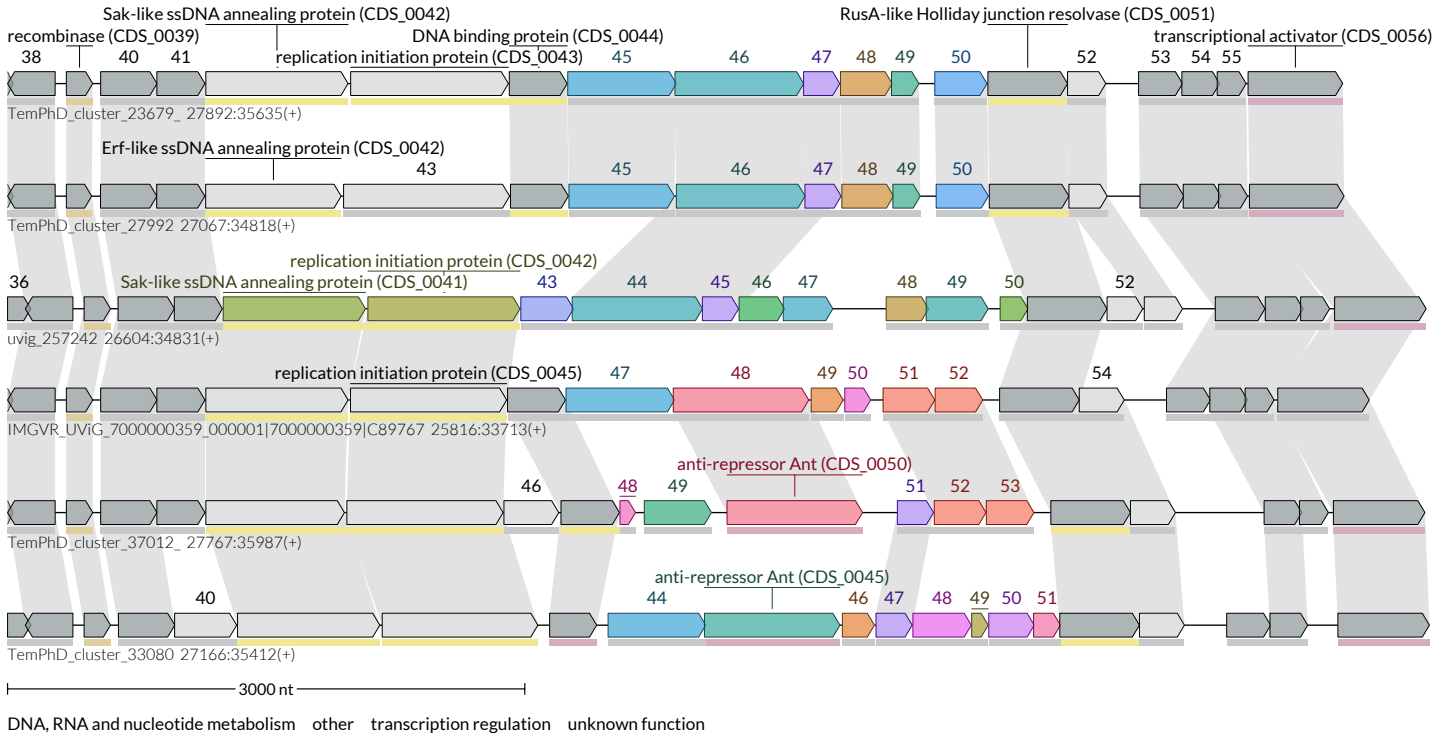 Sak-like ssDNA annealing protein (CDS_0042) RusA-like Holliday junction resolvase (CDS_0051)
recombinase (CDS_0039) DNA binding protein (CDS_0044) transcriptional activator (CDS_0056)
38 40 41 replication initiation protein (CDS_0043) 45 46 47 48 49 50 52 53 54 55
TemPhD_cluster_23679_ 27892:35635(+)
Erf-like ssDNA annealing protein (CDS_0042)
43 45 46 47 48 49 50
TemPhD_cluster_27992 27067:34818(+)
replication initiation protein (CDS_0042)
36 Sak-like ssDNA annealing protein (CDS_0041) 43 44 45 46 47 48 49 50 52
uvig_257242 26604:34831(+)
replication initiation protein (CDS_0045) 47 48 49 50 51 52 54
IMGVR_UViG_7000000359_000001|7000000359|C89767 25816:33713(+)
anti-repressor Ant (CDS_0050)
46 48 49 51 52 53
TemPhD_cluster_37012_ 27767:35987(+)
anti-repressor Ant (CDS_0045)
40 44 46 47 48 49 50 51
TemPhD_cluster_33080 27166:35412(+)
3000 nt
DNA, RNA and nucleotide metabolism other transcription regulation unknown function